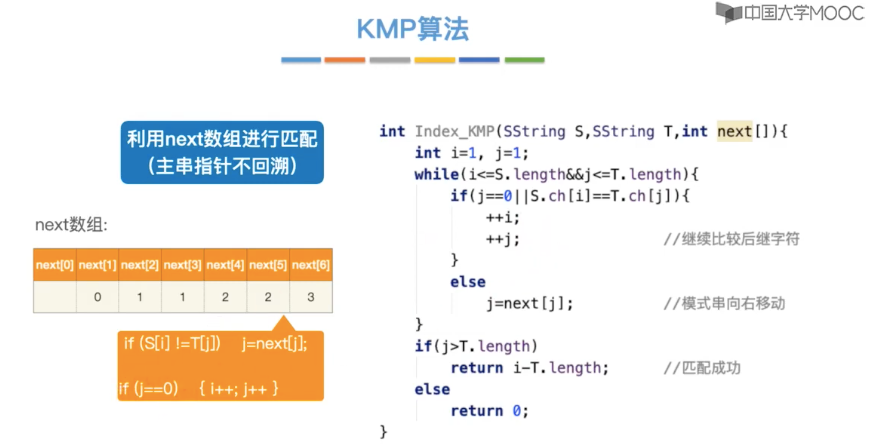 中国大学MOOC
KMP算法
利用next数组进行匹配
（主串指针不回溯）
next数组:
next[0] next[1] next[2] next[3] next[4] next[5] next[6]
0 1 1 2 2 3
if (S[i] !=T[j]) j=next[j];
if (j==0) { i++; j++ }
int Index_KMP(SString S,SString T,int next[]){
int i=1, j=1;
while(i<=S.length&&j<=T.length){
if(j==0||S.ch[i]==T.ch[j]){
++i;
++j; //继续比较后继字符
}
else
j=next[j]; //模式串向右移动
}
if(j>T.length)
return i-T.length; //匹配成功
else
return 0;
}